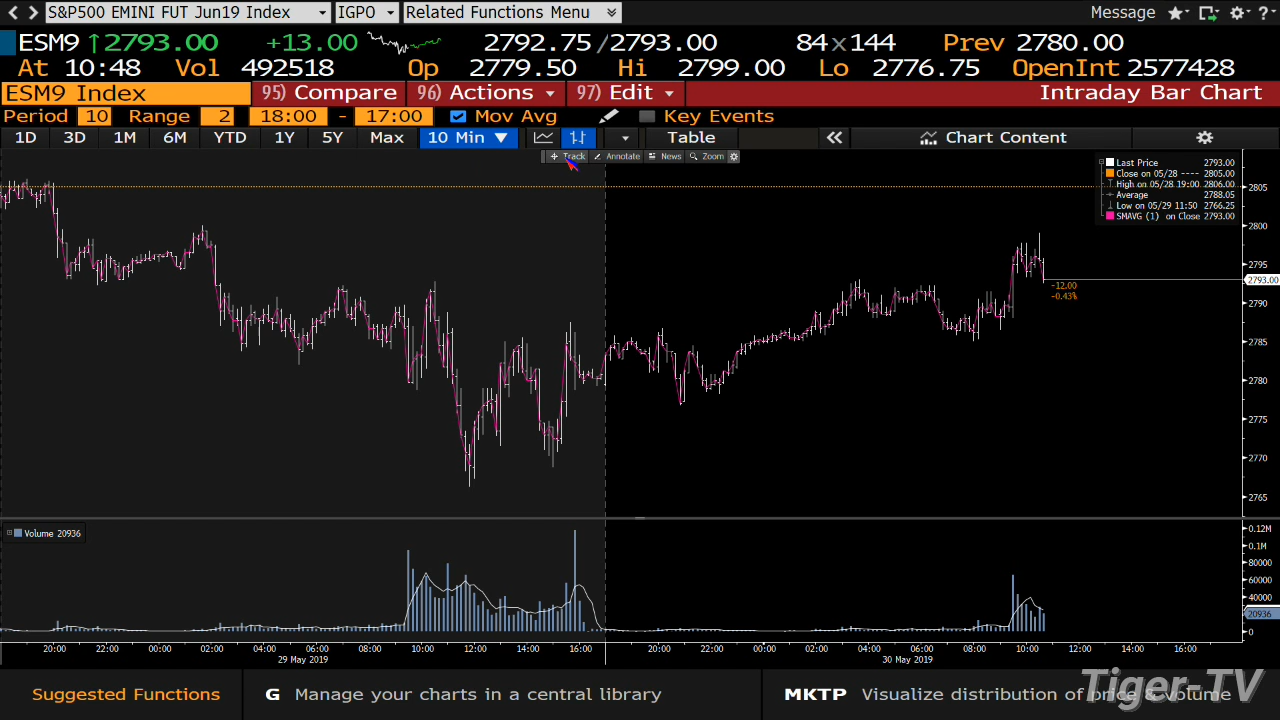 S&P500 EMINI FUT Jun19 Index IGPO Related Functions Menu Message
ESM9 ↑2793.00 +13.00 2792.75/2793.00 84x144 Prev 2780.00
At 10:48 Vol 492518 Op 2779.50 Hi 2799.00 Lo 2776.75 OpenInt 2577428
ESM9 Index 95) Compare 96) Actions 97) Edit Intraday Bar Chart
Period 10 Range 2 18:00 - 17:00 Mov Avg Key Events
1D 3D 1M 6M YTD 1Y 5Y Max 10 Min ▼ Table « Chart Content
Track Annotate News Zoom
Last Price 2793.00
Close on 05/28 ---- 2805.00
High on 05/28 19:00 2806.00
Average 2788.05
Low on 05/29 11:50 2766.25
SMAVG (1) on Close 2793.00
2805
2800
2795
2793.00
-12.00
-0.43%
2790
2785
2780
2775
2770
2765
Volume 20936
0.12M
0.1M
80000
60000
40000
20936
0
20:00 22:00 00:00 02:00 04:00 06:00 08:00 10:00 12:00 14:00 16:00 20:00 22:00 00:00 02:00 04:00 06:00 08:00 10:00 12:00 14:00 16:00
29 May 2019 30 May 2019
Suggested Functions G Manage your charts in a central library MKTP Visualize distribution of price & volume
Tiger-TV